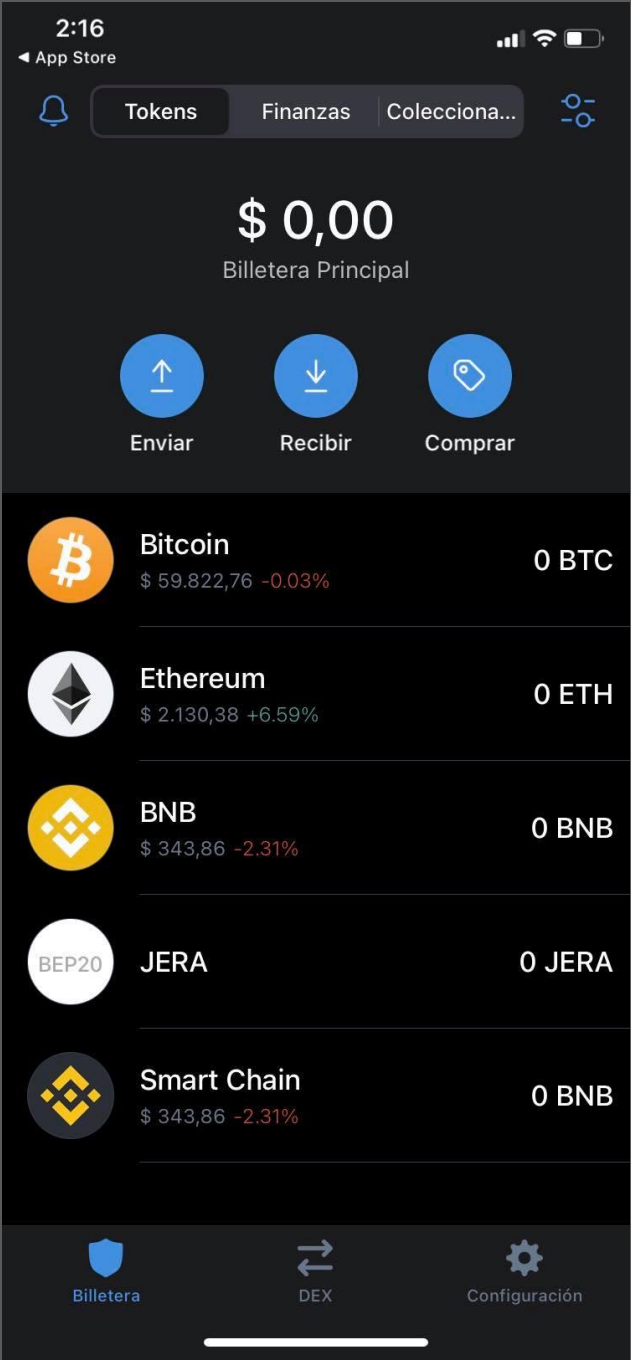 2:16
◀ App Store
Tokens Finanzas Colecciona...
$ 0,00
Billetera Principal
Enviar Recibir Comprar
Bitcoin
$ 59.822,76 -0.03%
0 BTC
Ethereum
$ 2.130,38 +6.59%
0 ETH
BNB
$ 343,86 -2.31%
0 BNB
BEP20
JERA
0 JERA
Smart Chain
$ 343,86 -2.31%
0 BNB
Billetera DEX Configuración